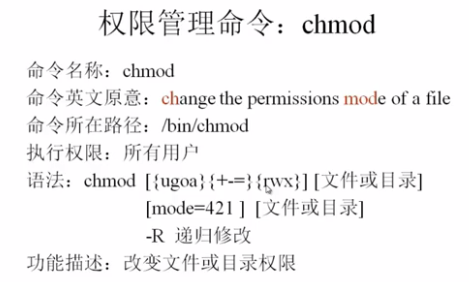 权限管理命令：chmod
命令名称：chmod
命令英文原意：change the permissions mode of a file
命令所在路径：/bin/chmod
执行权限：所有用户
语法：chmod [{ugoa}{+-=}{rwx}] [文件或目录]
[mode=421 ] [文件或目录]
-R 递归修改
功能描述：改变文件或目录权限